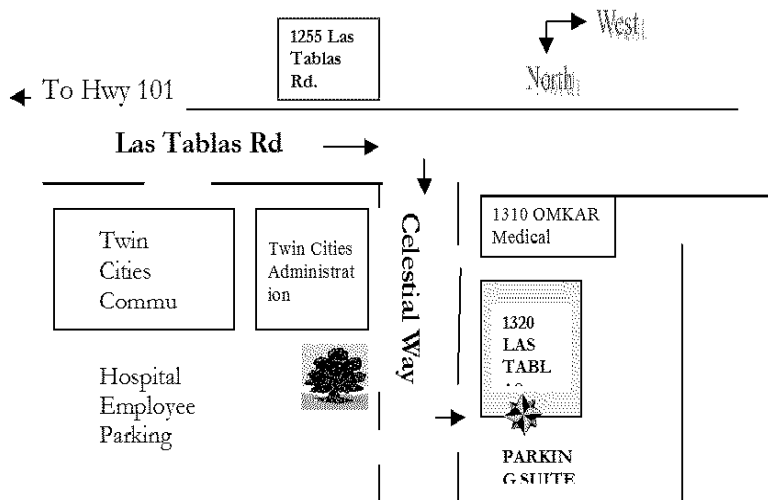 1255 Las
Tablas
Rd.
West
North
To Hwy 101
Las Tablas Rd
Celestial Way
Twin
Cities
Commu
Twin Cities
Administrat
ion
1310 OMKAR
Medical
1320
LAS
TABL
Hospital
Employee
Parking
PARKIN
G SUITE